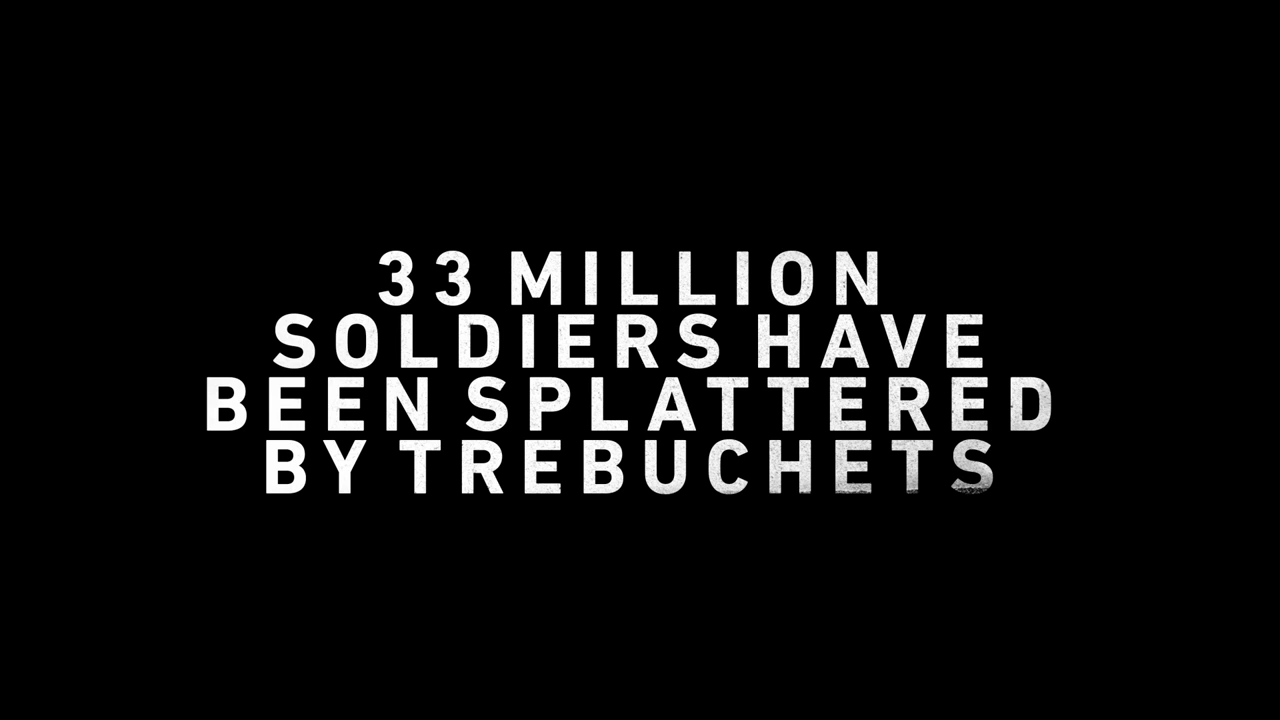 33 MILLION
SOLDIERS HAVE
BEEN SPLATTERED
BY TREBUCHETS